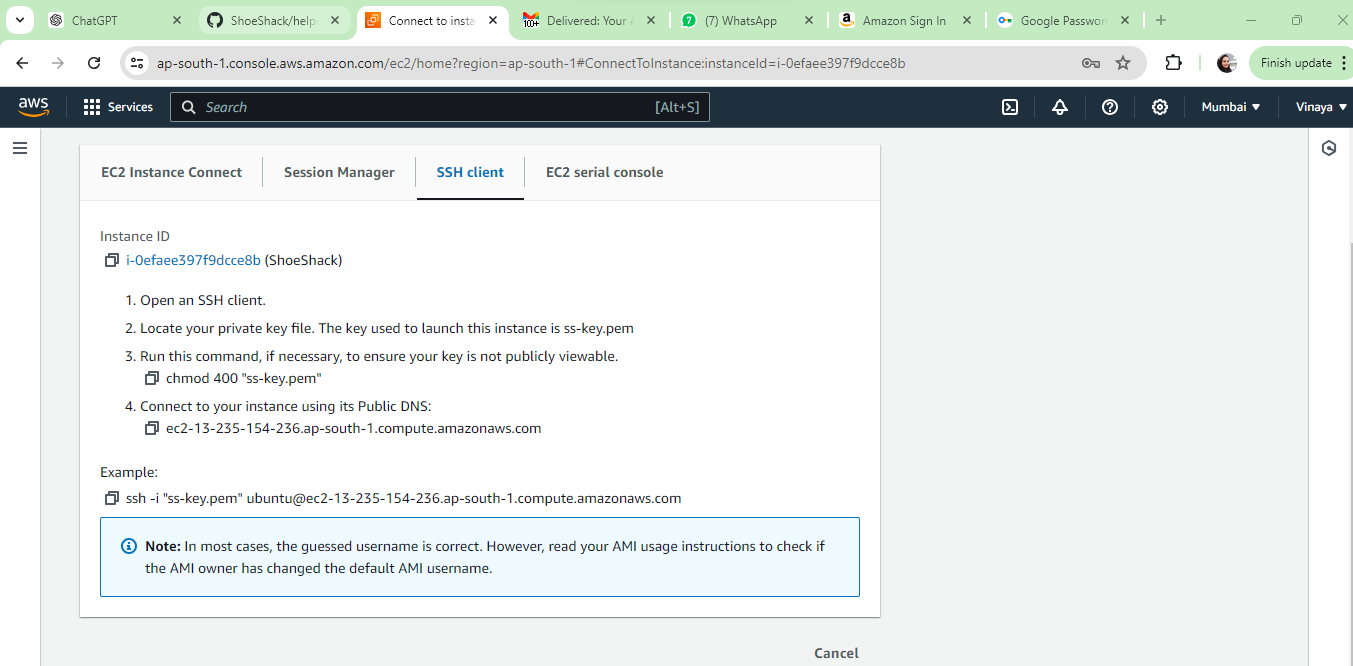 ChatGPT
ShoeShack/help
Connect to insta
100+
Delivered: Your A
7
(7) WhatsApp
Amazon Sign In
Google Passwor
ap-south-1.console.aws.amazon.com/ec2/home?region=ap-south-1#ConnectToInstance:instanceId=i-0efaee397f9dcce8b
Finish update
aws
Services
Search
[Alt+S]
Mumbai
Vinaya
EC2 Instance Connect
Session Manager
SSH client
EC2 serial console
Instance ID
i-0efaee397f9dcce8b (ShoeShack)
1. Open an SSH client.
2. Locate your private key file. The key used to launch this instance is ss-key.pem
3. Run this command, if necessary, to ensure your key is not publicly viewable.
chmod 400 "ss-key.pem"
4. Connect to your instance using its Public DNS:
ec2-13-235-154-236.ap-south-1.compute.amazonaws.com
Example:
ssh -i "ss-key.pem" ubuntu@ec2-13-235-154-236.ap-south-1.compute.amazonaws.com
Note: In most cases, the guessed username is correct. However, read your AMI usage instructions to check if
the AMI owner has changed the default AMI username.
Cancel